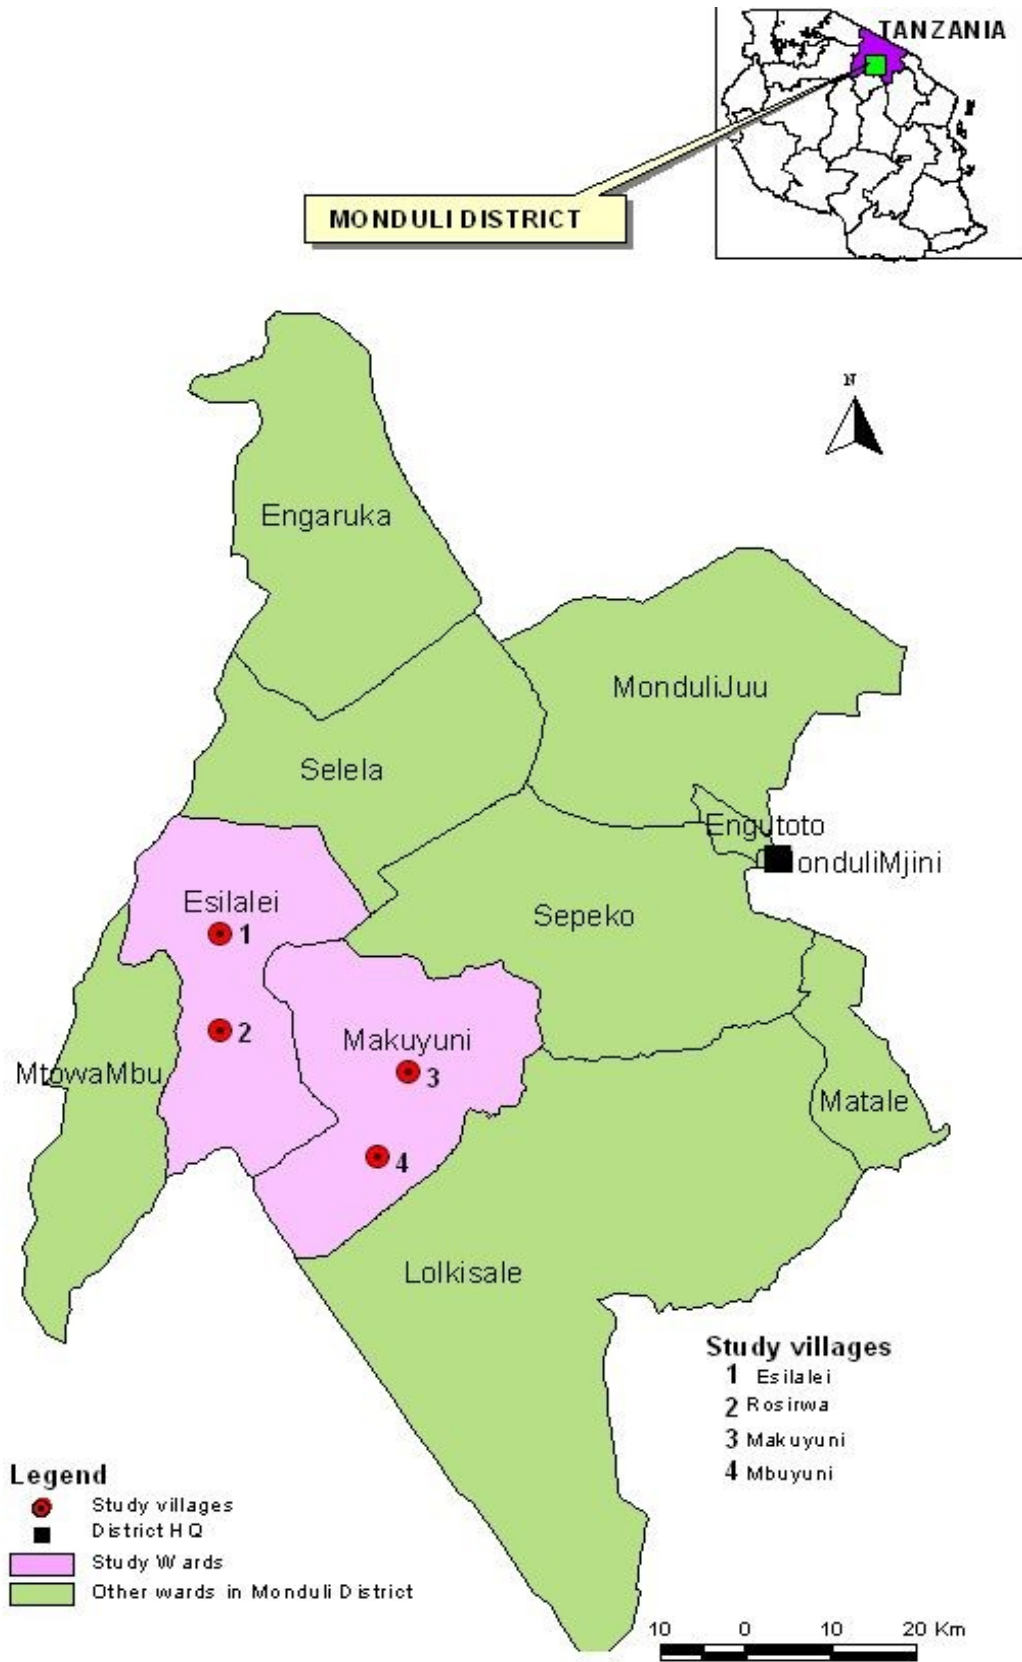 TANZANIA
MONDULI DISTRICT
N
Engaruka
MonduliJuu
Selela
Engutoto
onduliMjini
Esilalei
1
Sepeko
2
Makuyuni
3
MtowaMbu
Matale
4
Lolkisale
Study villages
1 Esilalei
2 Rosirwa
3 Makuyuni
4 Mbuyuni
Legend
Study villages
District HQ
Study Wards
Other wards in Monduli District
10 0 10 20 Km